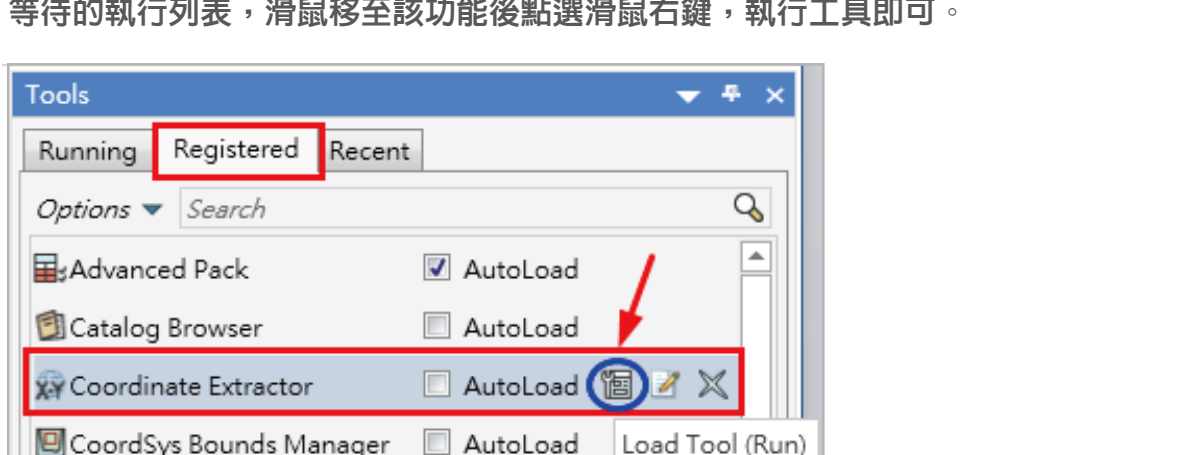 等待的執行列表，滑鼠移至該功能後點選滑鼠右鍵，執行工具即可。
Tools
Running Registered Recent
Options Search
Advanced Pack AutoLoad
Catalog Browser AutoLoad
Coordinate Extractor AutoLoad
CoordSys Bounds Manager AutoLoad Load Tool (Run)